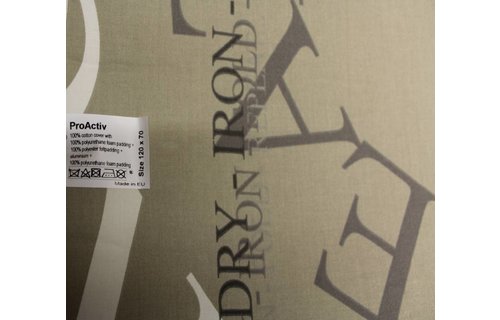 ProActiv
100% cotton cover with
100% polyurethane foam padding +
100% polyester feltpadding +
aluminium +
100% polyurethane foam padding
Made in EU
Size 120 x 70
DRY - IRON -
- IRON